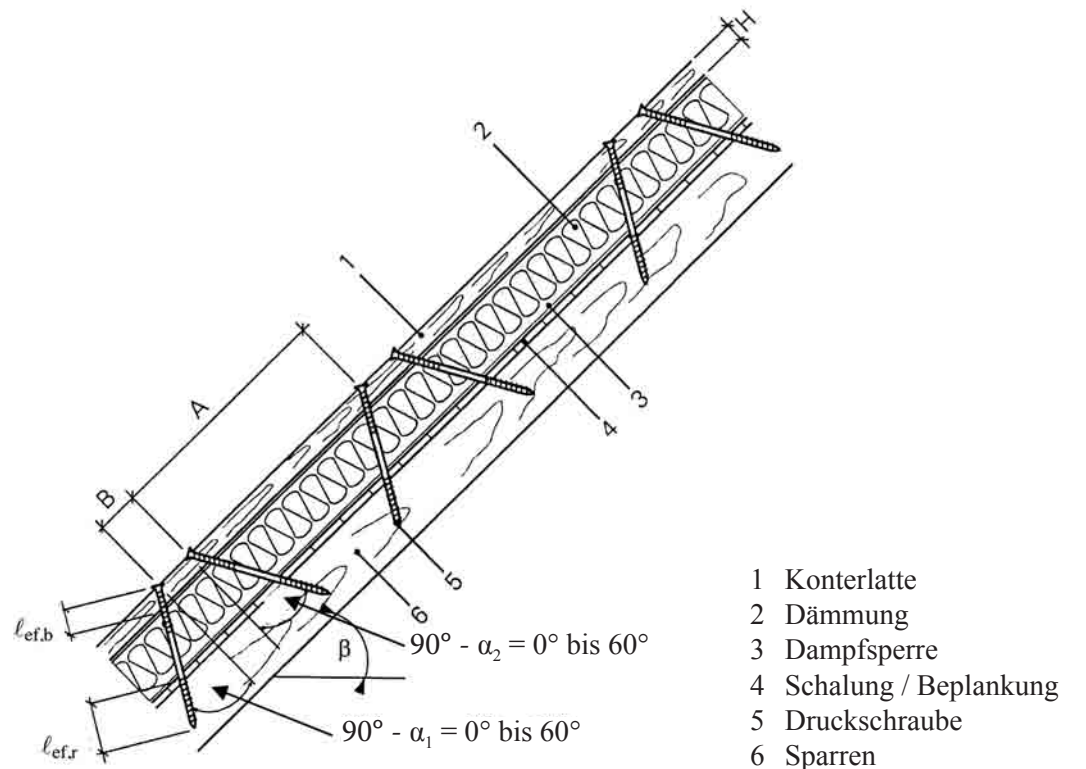 H
2
1
A
3
4
B
5
6
ℓef,b
β
90° - α₂ = 0° bis 60°
90° - α₁ = 0° bis 60°
ℓef,r
1 Konterlatte
2 Dämmung
3 Dampfsperre
4 Schalung / Beplankung
5 Druckschraube
6 Sparren